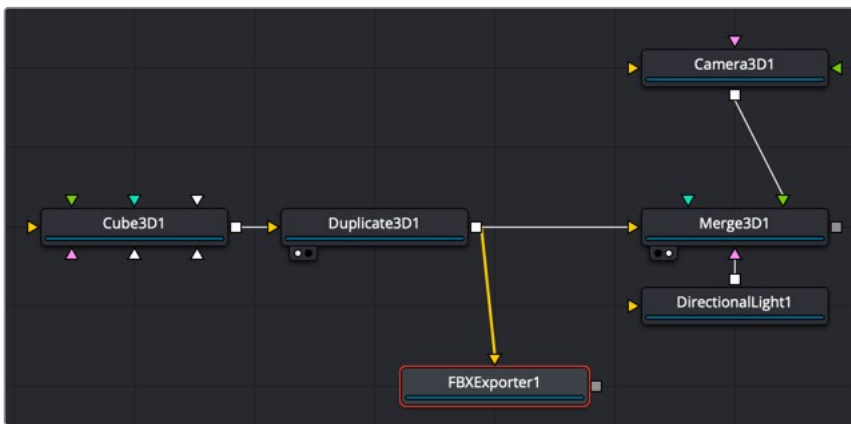 Camera3D1
Cube3D1
Duplicate3D1
Merge3D1
DirectionalLight1
FBXExporter1